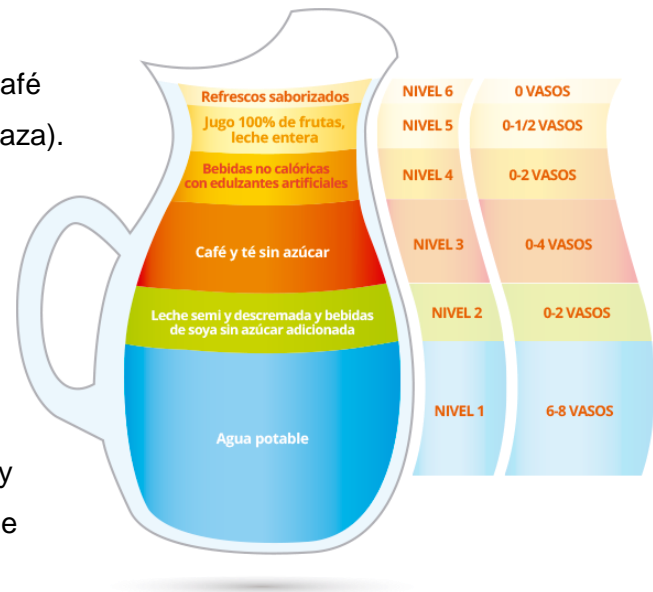 afé
aza).
y
e
Refrescos saborizados
NIVEL 6
0 VASOS
Jugo 100% de frutas,
leche entera
NIVEL 5
0-1/2 VASOS
Bebidas no calóricas
con edulzantes artificiales
NIVEL 4
0-2 VASOS
Café y té sin azúcar
NIVEL 3
0-4 VASOS
Leche semi y descremada y bebidas
de soya sin azúcar adicionada
NIVEL 2
0-2 VASOS
Agua potable
NIVEL 1
6-8 VASOS